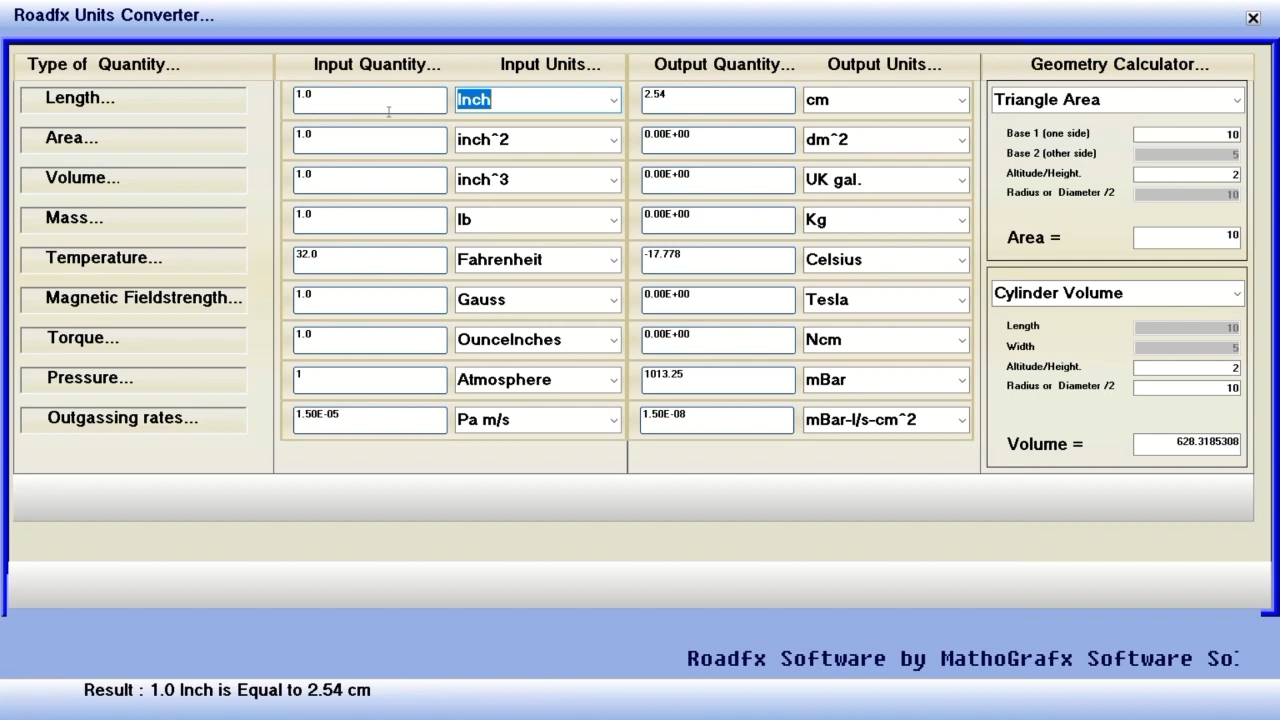 Roadfx Units Converter...
Type of Quantity... Input Quantity... Input Units... Output Quantity... Output Units... Geometry Calculator...
Length... 1.0 Inch 2.54 cm
Area... 1.0 inch^2 0.00E+00 dm^2
Volume... 1.0 inch^3 0.00E+00 UK gal.
Mass... 1.0 lb 0.00E+00 Kg
Temperature... 32.0 Fahrenheit -17.778 Celsius
Magnetic Fieldstrength... 1.0 Gauss 0.00E+00 Tesla
Torque... 1.0 OunceInches 0.00E+00 Ncm
Pressure... 1 Atmosphere 1013.25 mBar
Outgassing rates... 1.50E-05 Pa m/s 1.50E-08 mBar-l/s-cm^2
Triangle Area
Base 1 (one side) 10
Base 2 (other side) 5
Altitude/Height. 2
Radius or Diameter /2 10
Area = 10
Cylinder Volume
Length 10
Width 5
Altitude/Height. 2
Radius or Diameter /2 10
Volume = 628.3185308
Roadfx Software by MathoGrafx Software
Result : 1.0 Inch is Equal to 2.54 cm